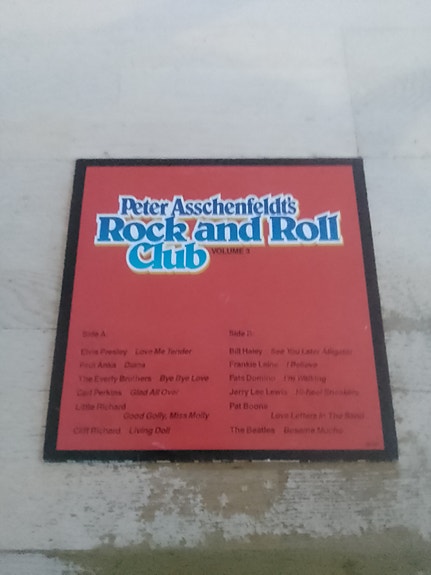 Peter Asschenfeldt's
Rock and Roll
Club VOLUME 3
Side A:
Elvis Presley Love Me Tender
Paul Anka Diana
The Everly Brothers Bye Bye Love
Carl Perkins Glad All Over
Little Richard
Good Golly, Miss Molly
Cliff Richard Living Doll
Side B:
Bill Haley See You Later Alligator
Frankie Laine I Believe
Fats Domino I'm Walking
Jerry Lee Lewis Sneakers
Pat Boone
Love Letters In The Sand
The Beatles Besame Mucho